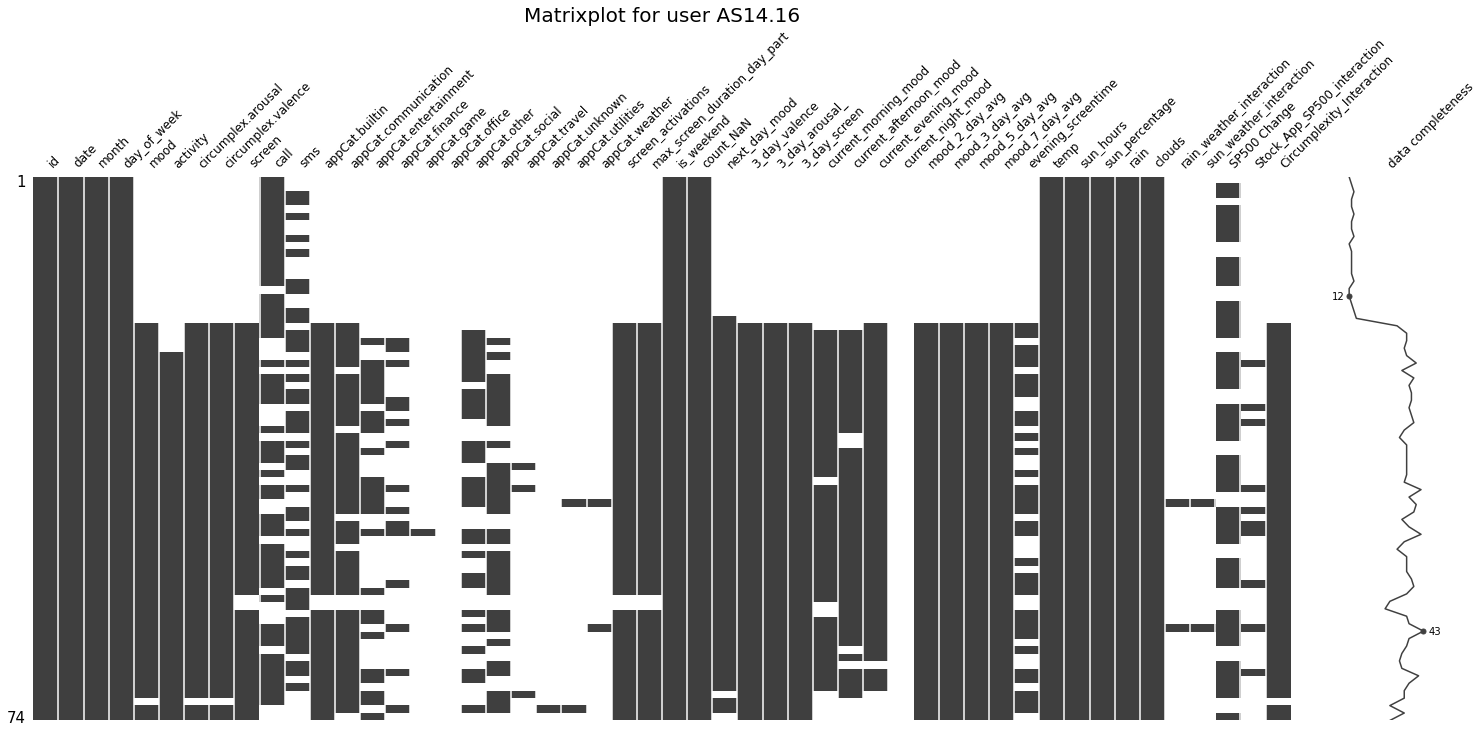 Matrixplot for user AS14.16
id
date
month
day_of_week
mood
activity
circumplex.arousal
circumplex.valence
screen
call
sms
appCat.builtin
appCat.communication
appCat.entertainment
appCat.finance
appCat.game
appCat.office
appCat.other
appCat.social
appCat.travel
appCat.unknown
appCat.utilities
appCat.weather
screen_activations
max_screen_duration_day_part
is_weekend
count_NaN
next_day_mood
3_day_valence
3_day_arousal_
3_day_screen
current_morning_mood
current_afternoon_mood
current_evening_mood
current_night_mood
mood_2_day_avg
mood_3_day_avg
mood_5_day_avg
mood_7_day_avg
evening_screentime
temp
sun_hours
sun_percentage
rain
clouds
rain_weather_interaction
sun_weather_interaction
SP500 Change
Stock_App_SP500_interaction
Circumplexity_Interaction
data completeness
1
12
43
74